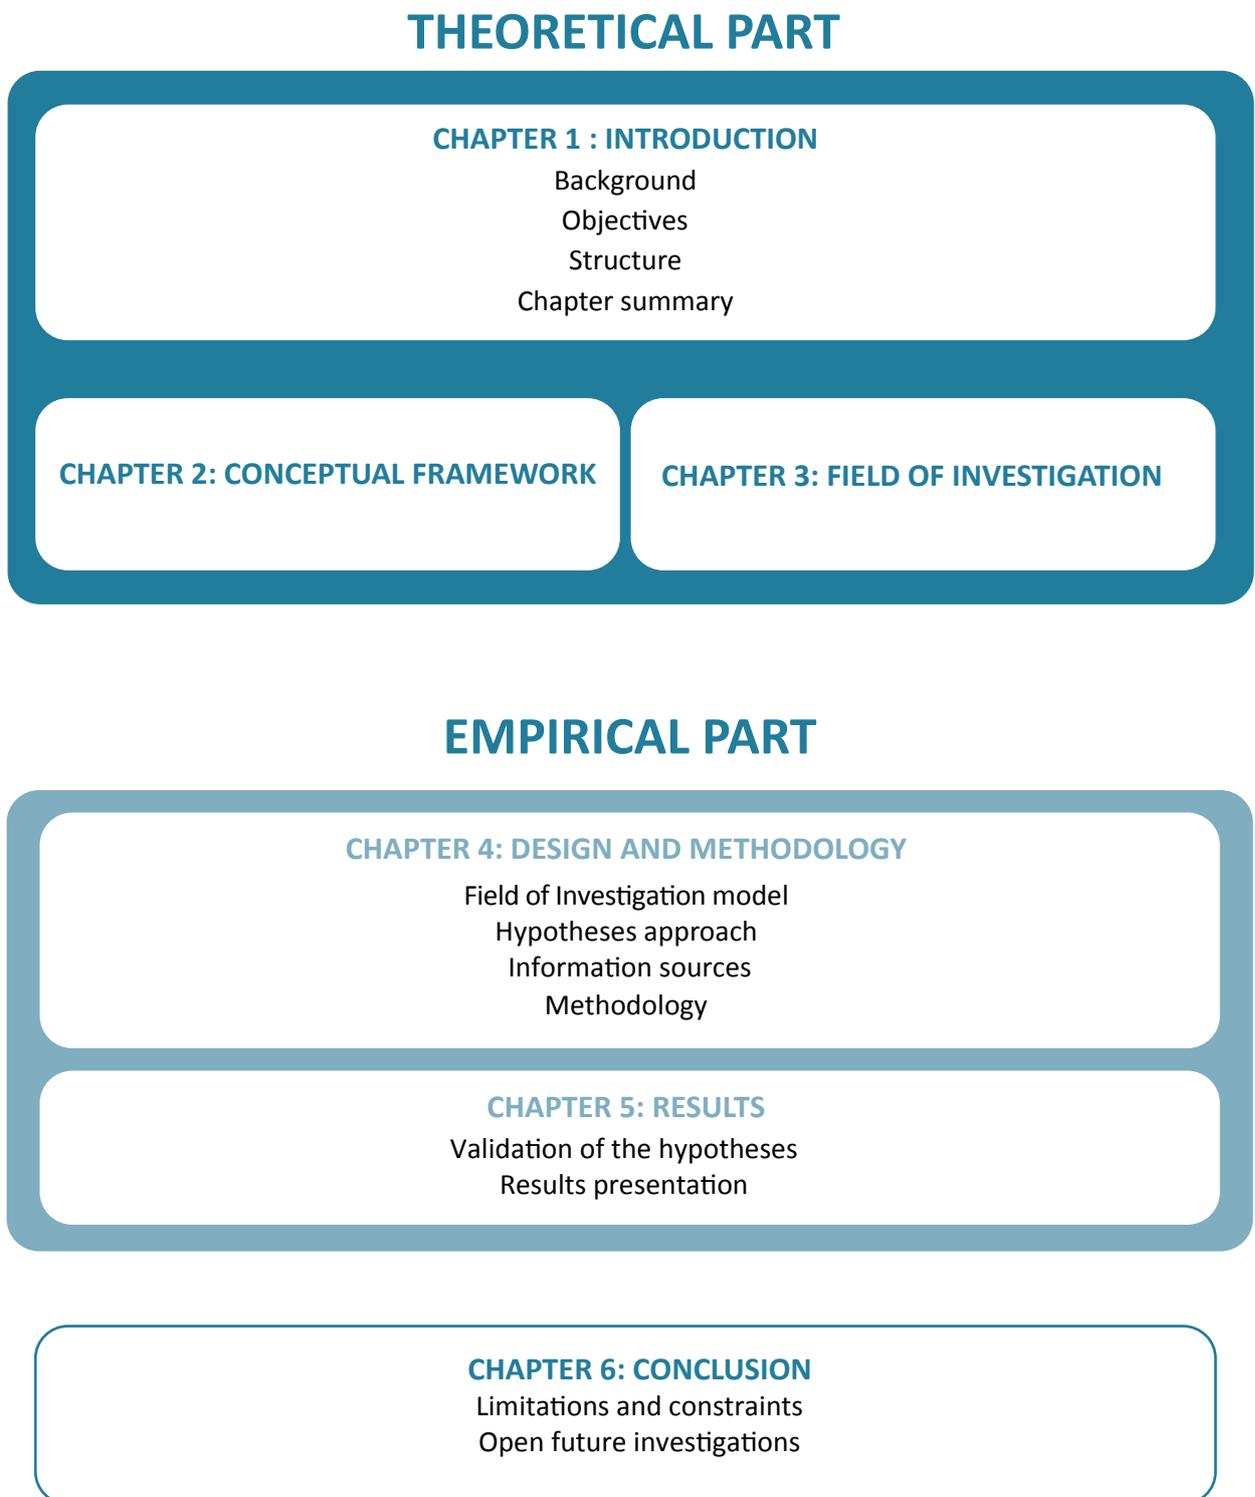 THEORETICAL PART
CHAPTER 1 : INTRODUCTION
Background
Objectives
Structure
Chapter summary
CHAPTER 2: CONCEPTUAL FRAMEWORK
CHAPTER 3: FIELD OF INVESTIGATION
EMPIRICAL PART
CHAPTER 4: DESIGN AND METHODOLOGY
Field of Investigation model
Hypotheses approach
Information sources
Methodology
CHAPTER 5: RESULTS
Validation of the hypotheses
Results presentation
CHAPTER 6: CONCLUSION
Limitations and constraints
Open future investigations